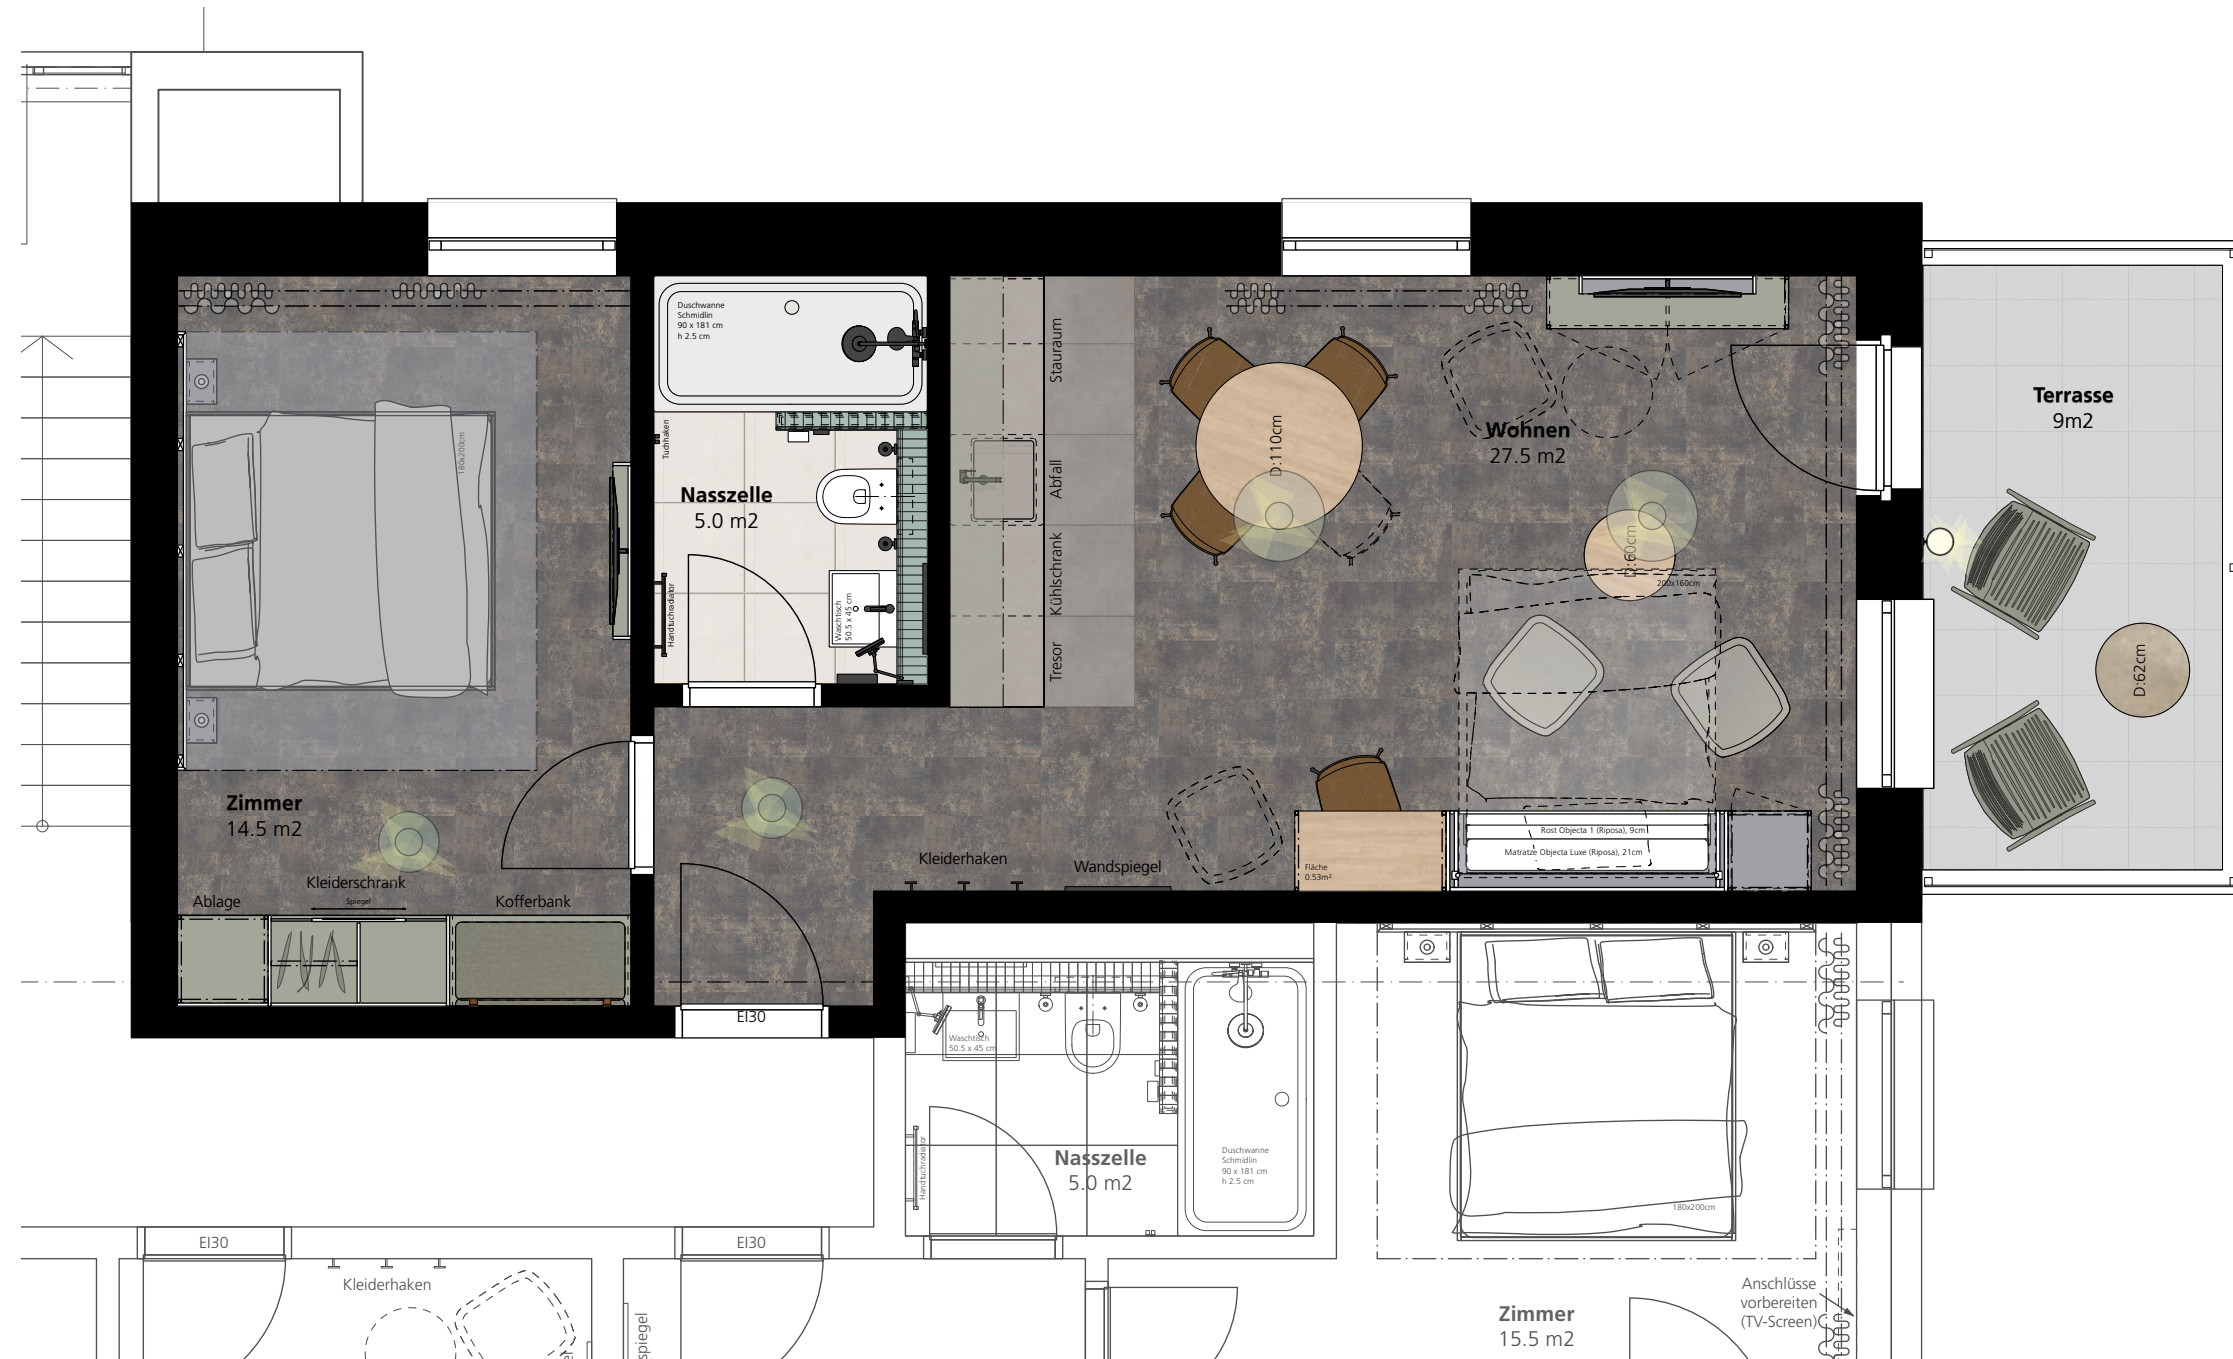 Duschwanne
Schmidlin
90 x 181 cm
h 2.5 cm
Tuchhaken
Nasszelle
5.0 m2
Handtuchradiator
Waschtisch
50.5 x 45 cm
180x200cm
Zimmer
14.5 m2
Ablage
Kleiderschrank
Spiegel
Kofferbank
Stauraum
Abfall
Kühlschrank
Tresor
D:110cm
Wohnen
27.5 m2
D:60cm
200x160cm
Terrasse
9m2
D:62cm
Kleiderhaken
Wandspiegel
Fläche
0.53m²
Rost Objecta 1 (Riposa), 9cm
Matratze Objecta Luxe (Riposa), 21cm
EI30
Waschtisch
50.5 x 45 cm
Handtuchradiator
Nasszelle
5.0 m2
Duschwanne
Schmidlin
90 x 181 cm
h 2.5 cm
180x200cm
EI30
EI30
Kleiderhaken
spiegel
Zimmer
15.5 m2
Anschlüsse
vorbereiten
(TV-Screen)